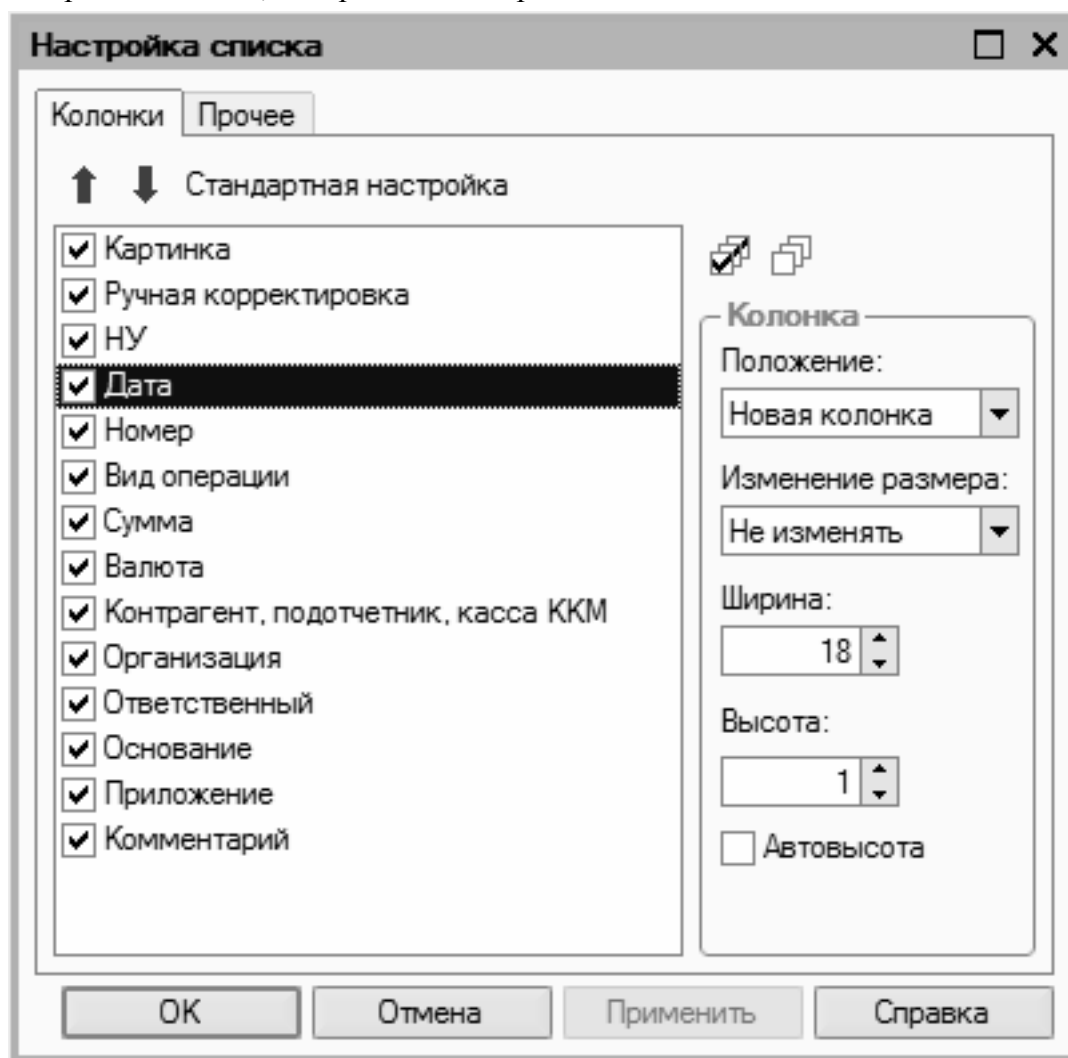 Настройка списка
Колонки Прочее
Стандартная настройка
Картинка
Ручная корректировка
НУ
Дата
Номер
Вид операции
Сумма
Валюта
Контрагент, подотчетник, касса ККМ
Организация
Ответственный
Основание
Приложение
Комментарий
Колонка
Положение:
Новая колонка
Изменение размера:
Не изменять
Ширина:
18
Высота:
1
Автовысота
OK Отмена Применить Справка